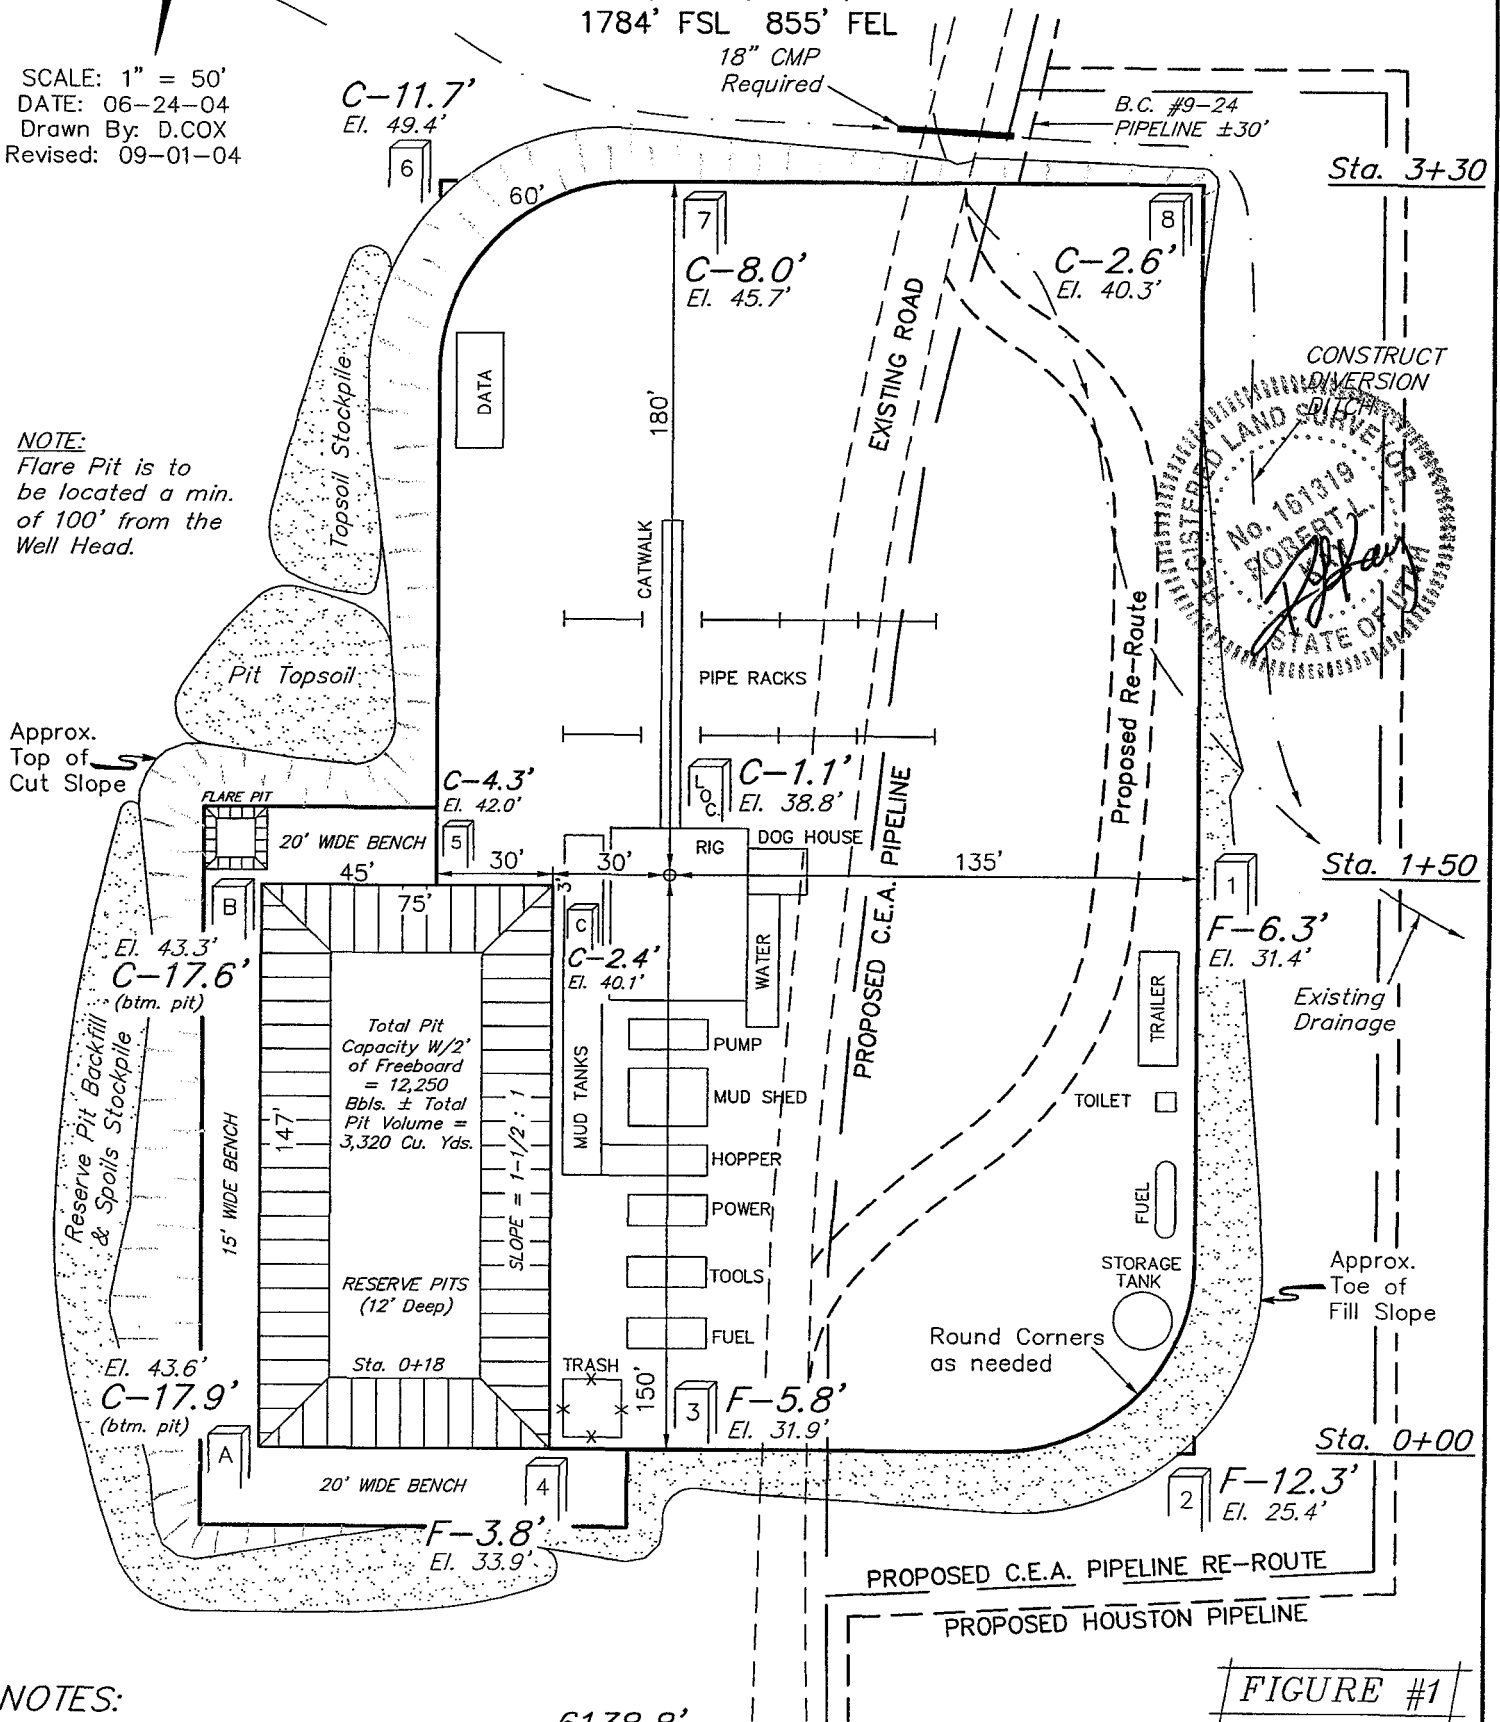 1784' FSL 855' FEL
18" CMP
Required
SCALE: 1" = 50'
DATE: 06-24-04
Drawn By: D.COX
Revised: 09-01-04
C-11.7'
El. 49.4'
6
B.C. #9-24
PIPELINE ±30'
Sta. 3+30
60'
7
C-8.0'
El. 45.7'
8
C-2.6'
El. 40.3'
EXISTING ROAD
DATA
180'
Topsoil Stockpile
CONSTRUCT
DIVERSION
DITCH
REGISTERED LAND SURVEYOR
No. 161319
ROBERT L.
KAY
STATE OF UTAH
NOTE:
Flare Pit is to
be located a min.
of 100' from the
Well Head.
CATWALK
Pit Topsoil
PIPE RACKS
Proposed Re-Route
Approx.
Top of
Cut Slope
C-4.3'
El. 42.0'
5
LOC.
C-1.1'
El. 38.8'
FLARE PIT
20' WIDE BENCH
RIG
DOG HOUSE
PROPOSED C.E.A. PIPELINE
45'
30'
30'
135'
Sta. 1+50
75'
3'
B
C
1
El. 43.3'
C-17.6'
(btm. pit)
C-2.4'
El. 40.1'
WATER
F-6.3'
El. 31.4'
TRAILER
Existing
Drainage
Reserve Pit Backfill
& Spoils Stockpile
Total Pit
Capacity W/2'
of Freeboard
= 12,250
Bbls. ± Total
Pit Volume =
3,320 Cu. Yds.
MUD TANKS
PUMP
MUD SHED
TOILET
15' WIDE BENCH
147'
SLOPE = 1-1/2 : 1
HOPPER
POWER
FUEL
TOOLS
STORAGE
TANK
RESERVE PITS
(12' Deep)
FUEL
Approx.
Toe of
Fill Slope
Round Corners
as needed
El. 43.6'
C-17.9'
(btm. pit)
Sta. 0+18
TRASH
150'
3
F-5.8'
El. 31.9'
Sta. 0+00
A
20' WIDE BENCH
4
2
F-12.3'
El. 25.4'
F-3.8'
El. 33.9'
PROPOSED C.E.A. PIPELINE RE-ROUTE
PROPOSED HOUSTON PIPELINE
FIGURE #1
NOTES:
6138.8'